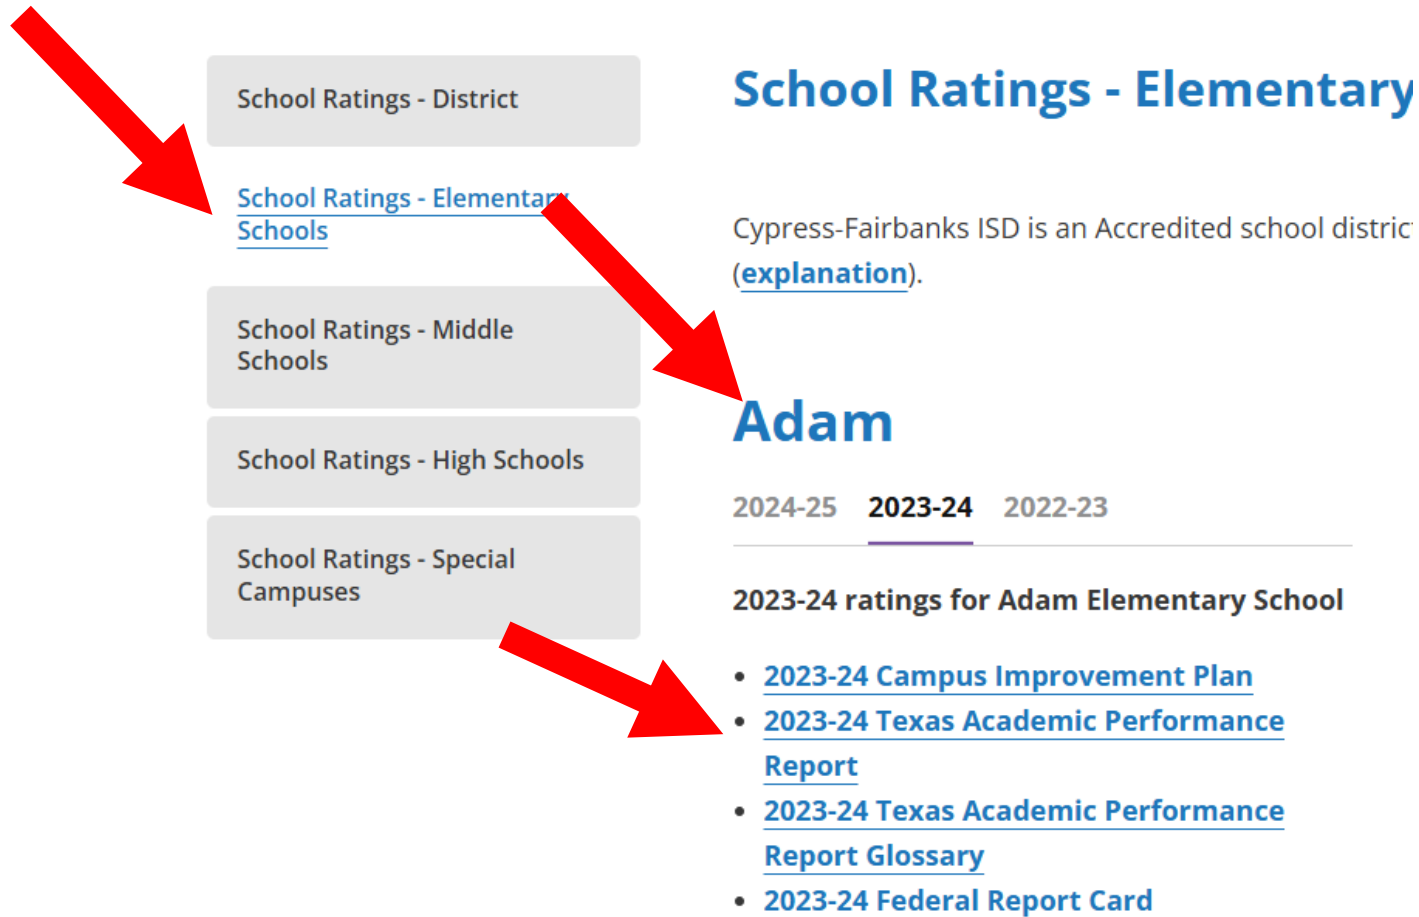 School Ratings - District
School Ratings - Elementary
Schools
School Ratings - Middle
Schools
School Ratings - High Schools
School Ratings - Special
Campuses
School Ratings - Elementary
Cypress-Fairbanks ISD is an Accredited school district
(explanation).
Adam
2024-25 2023-24 2022-23
2023-24 ratings for Adam Elementary School
• 2023-24 Campus Improvement Plan
• 2023-24 Texas Academic Performance
Report
• 2023-24 Texas Academic Performance
Report Glossary
• 2023-24 Federal Report Card